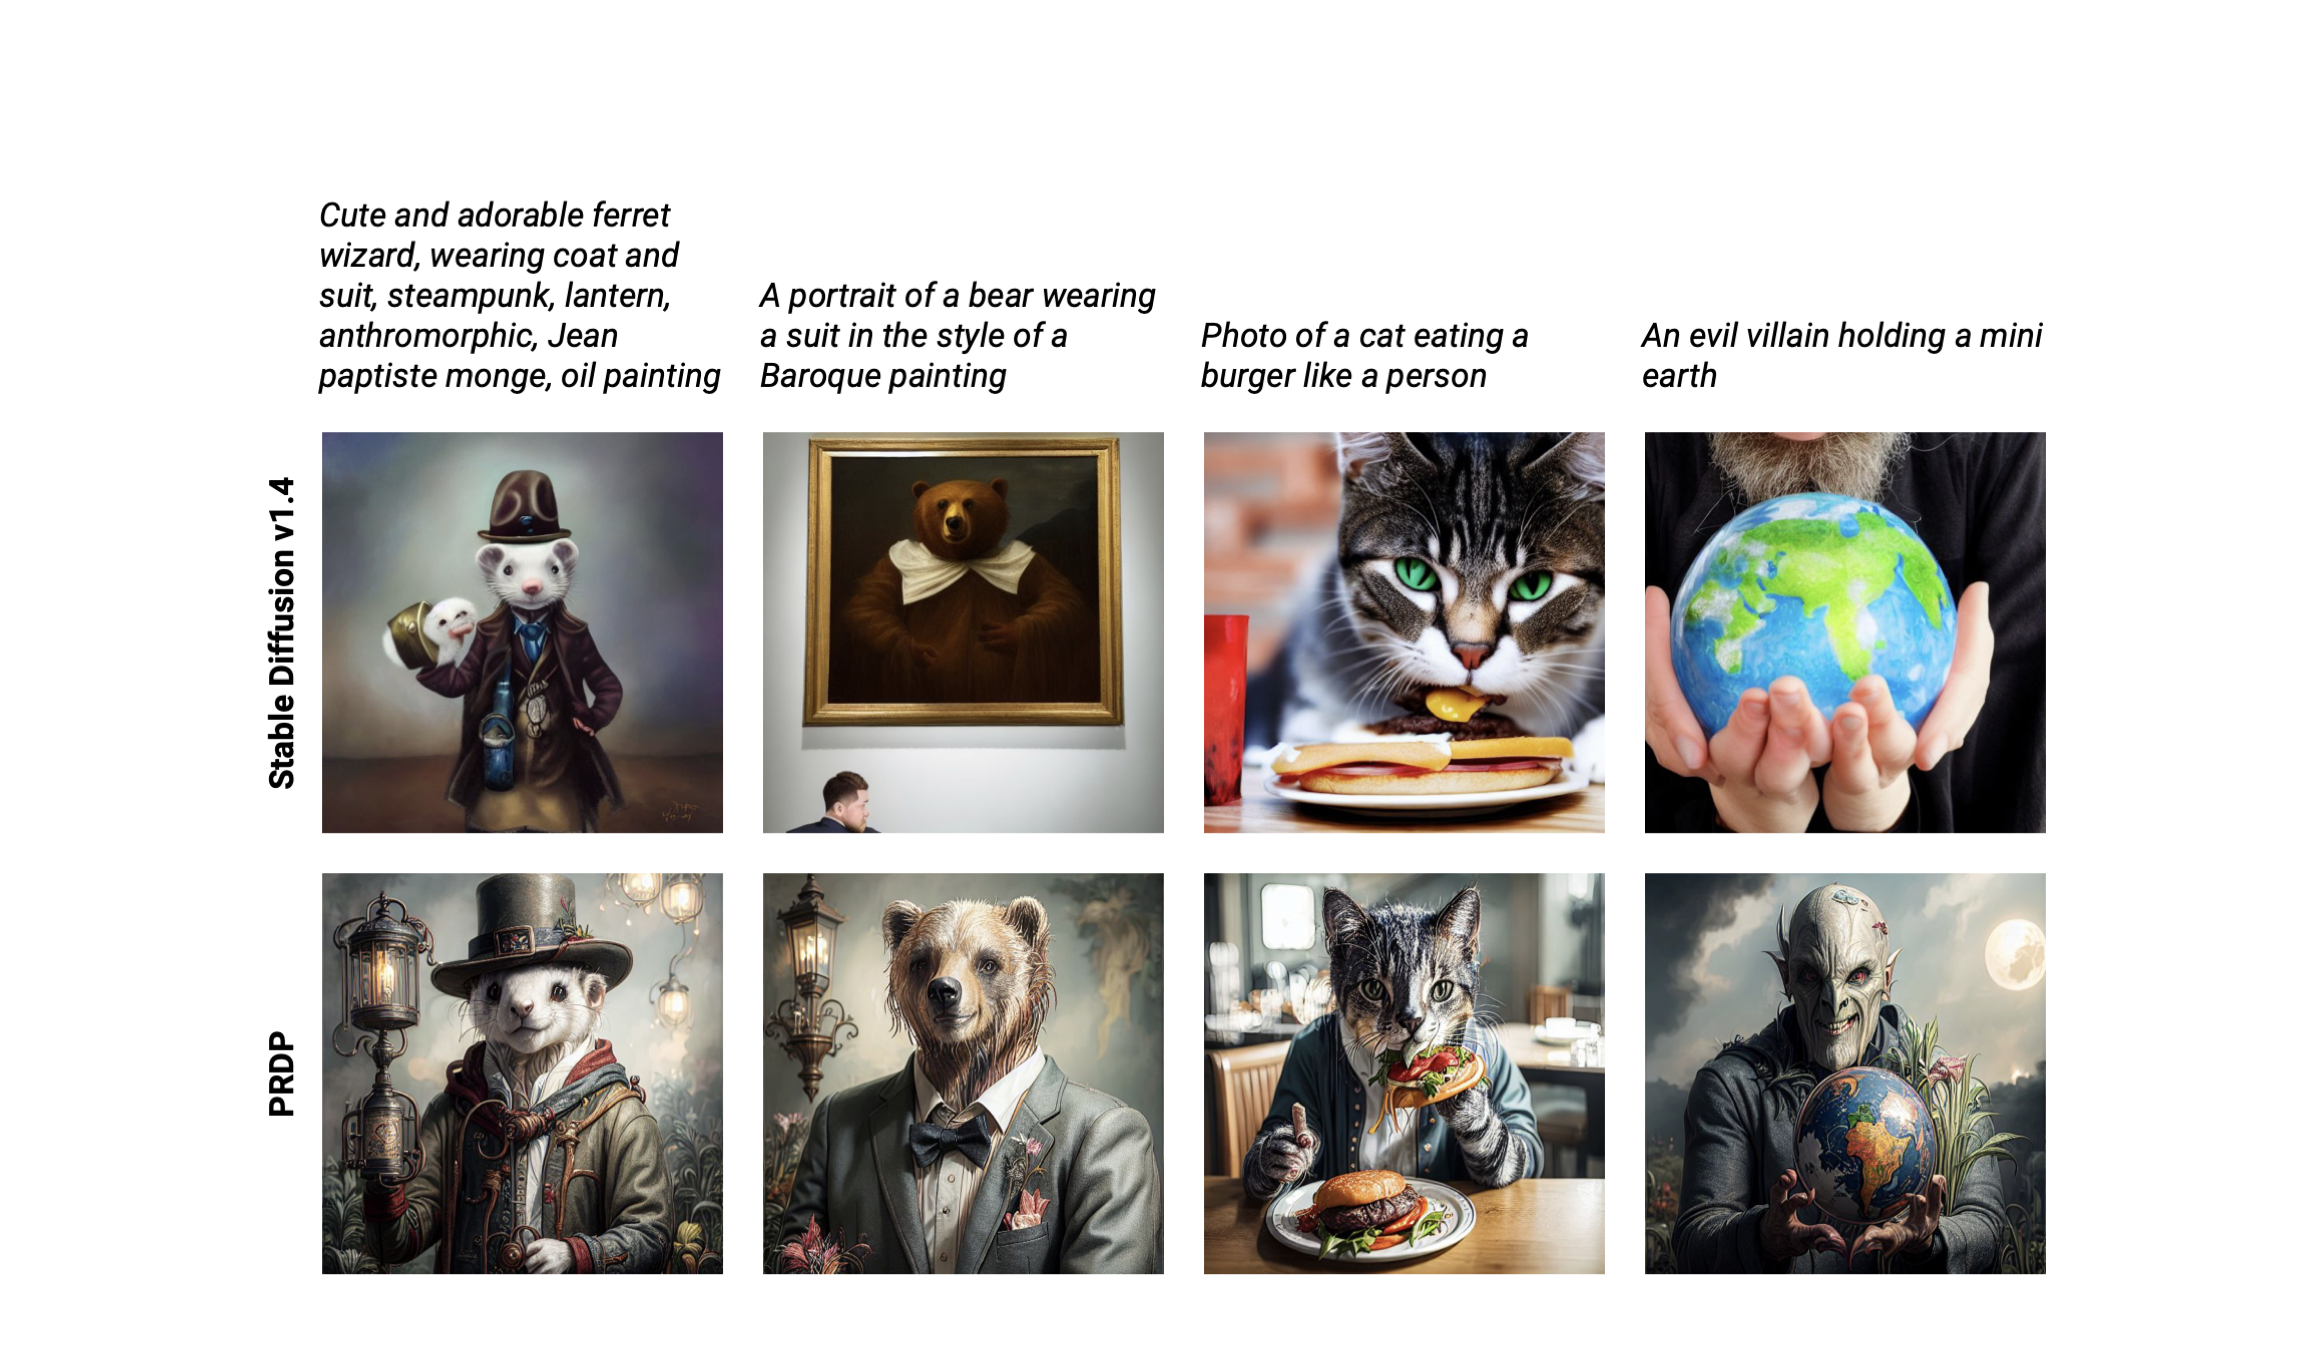 Cute and adorable ferret
wizard, wearing coat and
suit, steampunk, lantern,
anthromorphic, Jean
paptiste monge, oil painting
A portrait of a bear wearing
a suit in the style of a
Baroque painting
Photo of a cat eating a
burger like a person
An evil villain holding a mini
earth
Stable Diffusion v1.4
PRDP